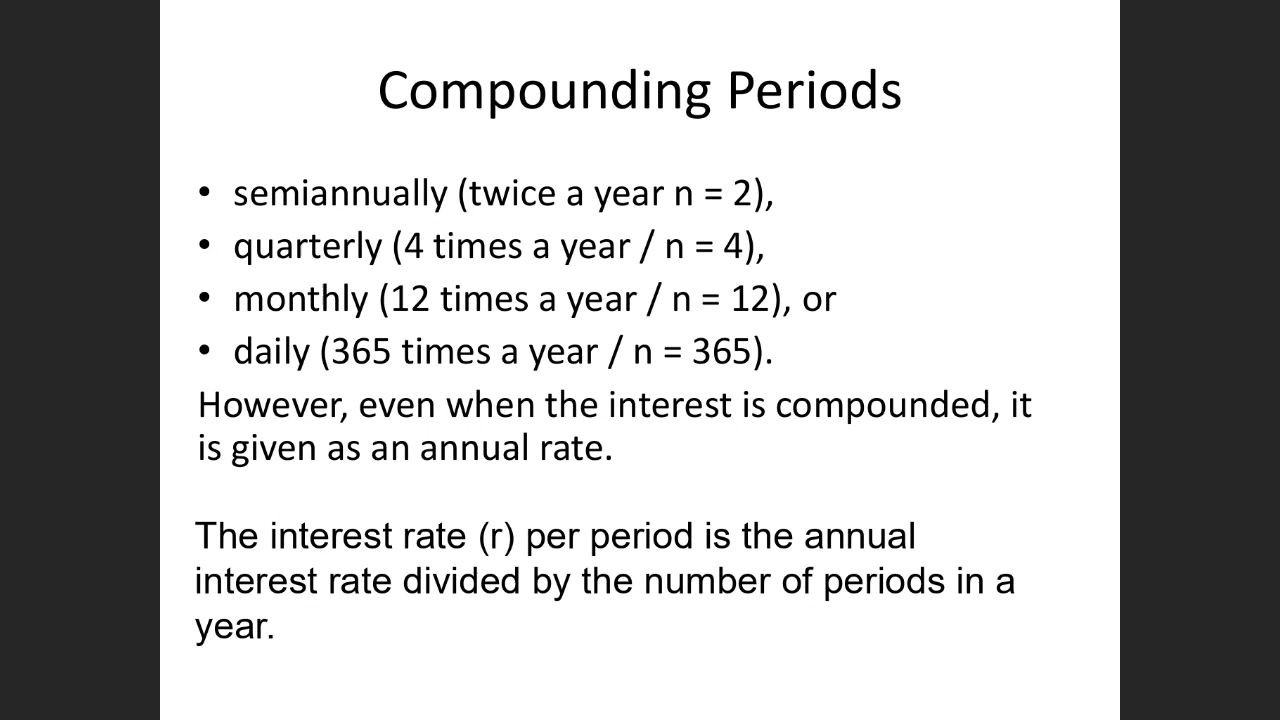 Compounding Periods
• semiannually (twice a year n = 2),
• quarterly (4 times a year / n = 4),
• monthly (12 times a year / n = 12), or
• daily (365 times a year / n = 365).
However, even when the interest is compounded, it
is given as an annual rate.
The interest rate (r) per period is the annual
interest rate divided by the number of periods in a
year.